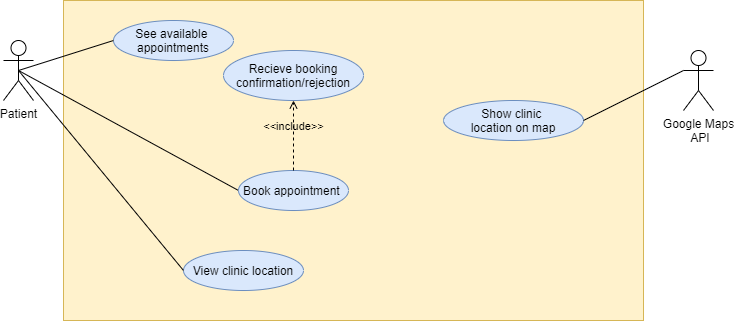 See available
appointments
Recieve booking
confirmation/rejection
Patient
Show clinic
location on map
Google Maps
API
<<include>>
Book appointment
View clinic location